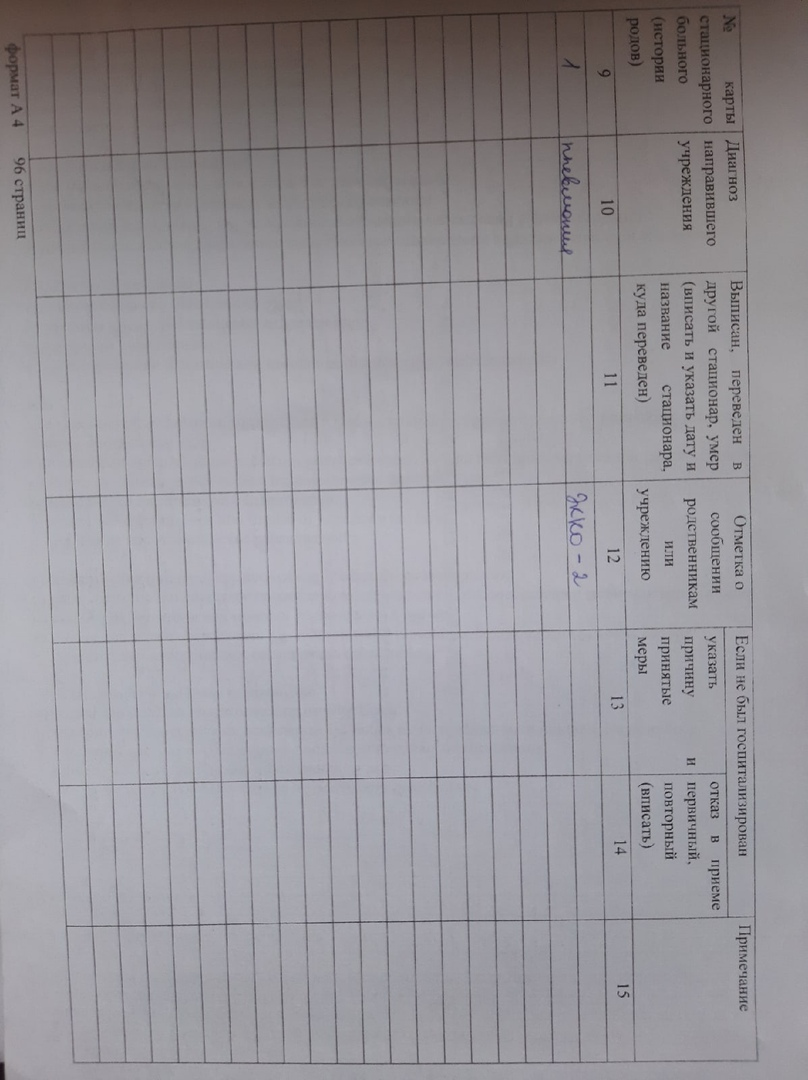 № карты
стационарного
больного
(истории
родов)
Диагноз
направившего
учреждения
Выписан, переведен в
другой стационар, умер
(вписать и указать дату и
название стационара,
куда переведен)
Отметка о
сообщении
родственникам
или
учреждению
Если не был госпитализирован
указать
причину и
принятые
меры
отказ в приеме
первичный,
повторный
(вписать)
Примечание
9 10 11 12 13 14 15
1 пневмония
формат А 4 96 страниц